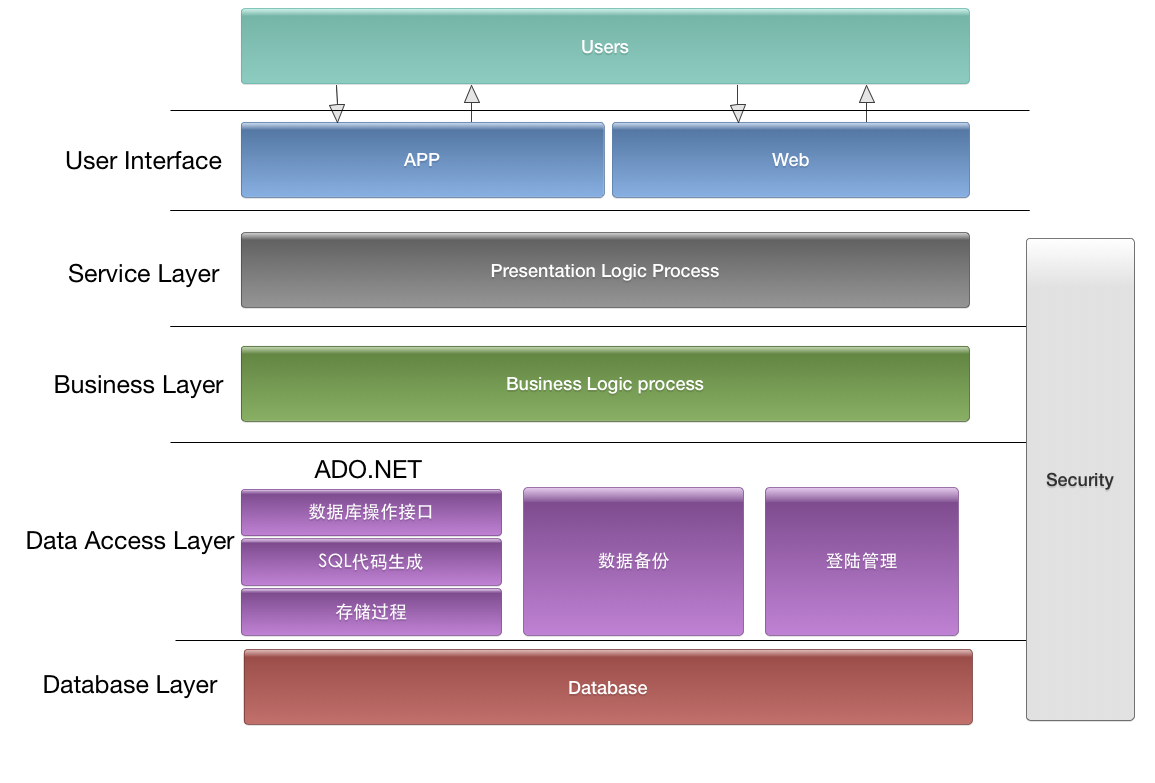 Users
User Interface
APP
Web
Service Layer
Presentation Logic Process
Business Layer
Business Logic process
Security
ADO.NET
Data Access Layer
数据库操作接口
SQL代码生成
存储过程
数据备份
登陆管理
Database Layer
Database